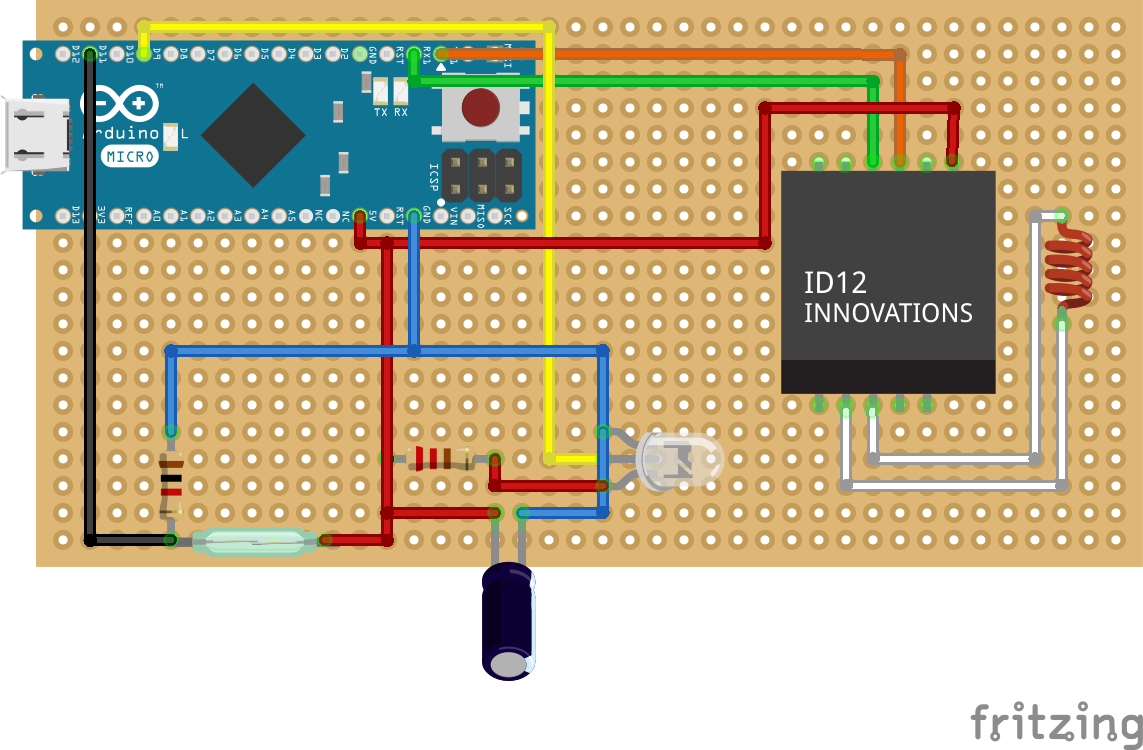 D12
D11
D10
D9
D8
D7
D6
D5
D4
D3
D2
GND
RST
RX1
TM
Arduino
MICRO
L
TX RX
ICSP
D13
3V3
REF
A0
A1
A2
A3
A4
A5
NC
NC
5V
RST
GND
VIN
MISO
SCK
ID12
INNOVATIONS
fritzing